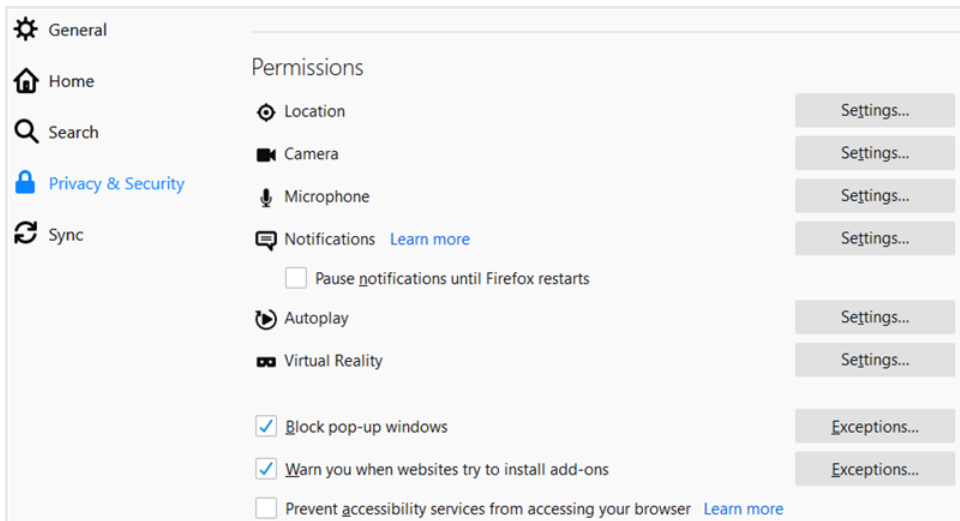 General
Home
Search
Privacy & Security
Sync
Permissions
Location Settings...
Camera Settings...
Microphone Settings...
Notifications Learn more Settings...
Pause notifications until Firefox restarts
Autoplay Settings...
Virtual Reality Settings...
Block pop-up windows Exceptions...
Warn you when websites try to install add-ons Exceptions...
Prevent accessibility services from accessing your browser Learn more